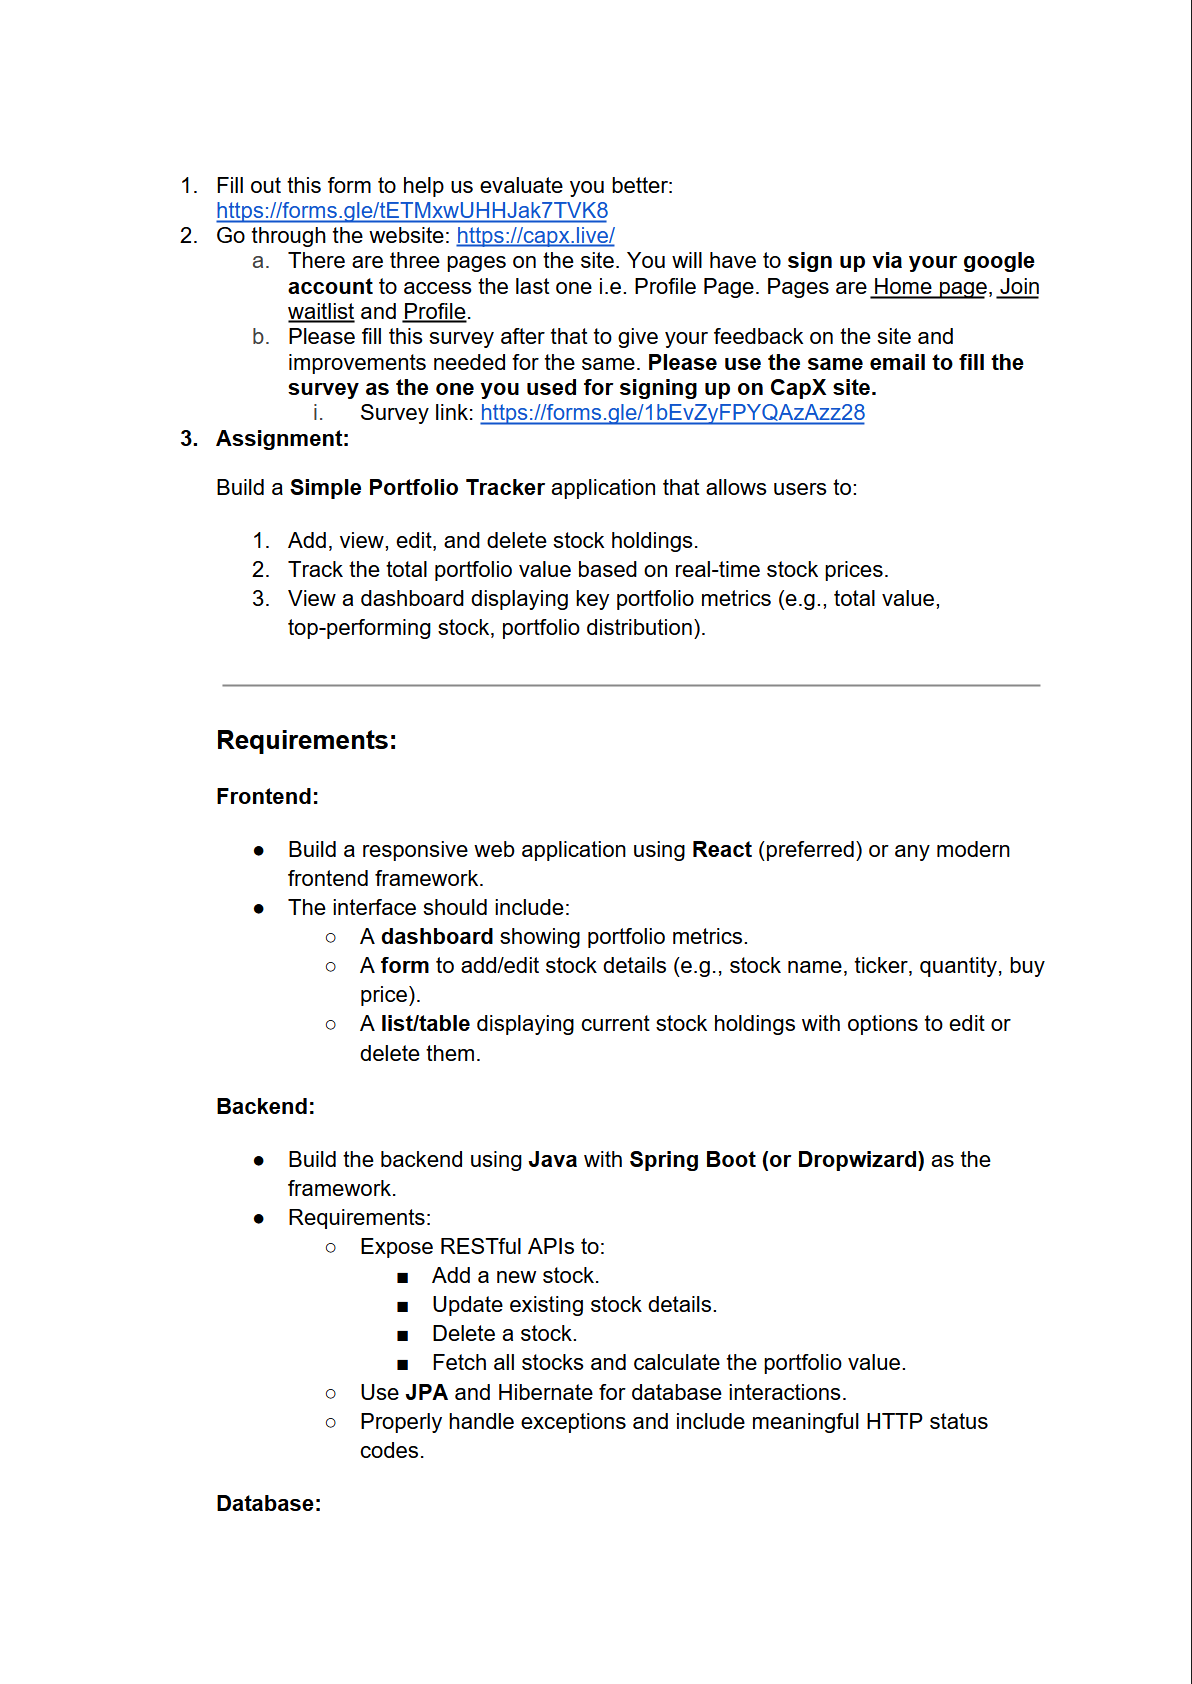 1. Fill out this form to help us evaluate you better:
https://forms.gle/tETMxwUHHJak7TVK8
2. Go through the website: https://capx.live/
a. There are three pages on the site. You will have to sign up via your google
account to access the last one i.e. Profile Page. Pages are Home page, Join
waitlist and Profile.
b. Please fill this survey after that to give your feedback on the site and
improvements needed for the same. Please use the same email to fill the
survey as the one you used for signing up on CapX site.
i. Survey link: https://forms.gle/1bEvZyFPYQAzAzz28
3. Assignment:
Build a Simple Portfolio Tracker application that allows users to:
1. Add, view, edit, and delete stock holdings.
2. Track the total portfolio value based on real-time stock prices.
3. View a dashboard displaying key portfolio metrics (e.g., total value,
top-performing stock, portfolio distribution).
Requirements:
Frontend:
● Build a responsive web application using React (preferred) or any modern
frontend framework.
● The interface should include:
○ A dashboard showing portfolio metrics.
○ A form to add/edit stock details (e.g., stock name, ticker, quantity, buy
price).
○ A list/table displaying current stock holdings with options to edit or
delete them.
Backend:
● Build the backend using Java with Spring Boot (or Dropwizard) as the
framework.
● Requirements:
○ Expose RESTful APIs to:
■ Add a new stock.
■ Update existing stock details.
■ Delete a stock.
■ Fetch all stocks and calculate the portfolio value.
○ Use JPA and Hibernate for database interactions.
○ Properly handle exceptions and include meaningful HTTP status
codes.
Database: